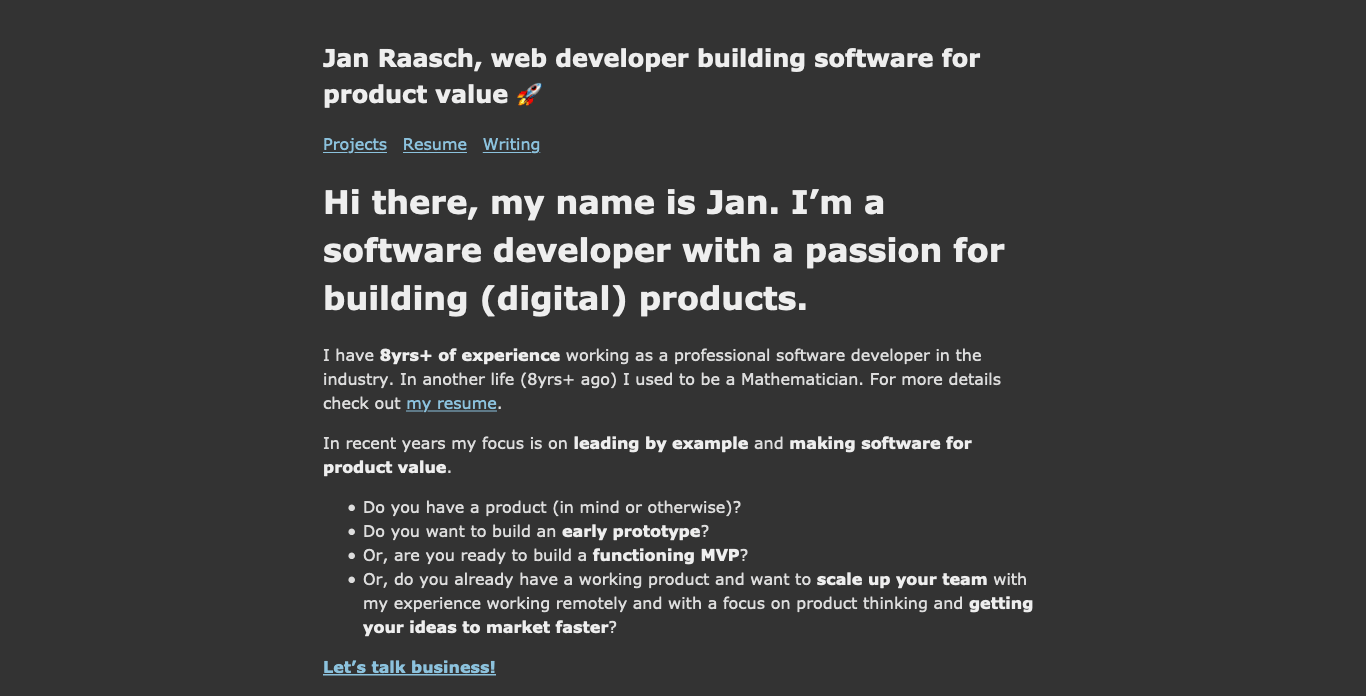 Jan Raasch, web developer building software for
product value 🚀
Projects Resume Writing
Hi there, my name is Jan. I’m a
software developer with a passion for
building (digital) products.
I have 8yrs+ of experience working as a professional software developer in the
industry. In another life (8yrs+ ago) I used to be a Mathematician. For more details
check out my resume.
In recent years my focus is on leading by example and making software for
product value.
• Do you have a product (in mind or otherwise)?
• Do you want to build an early prototype?
• Or, are you ready to build a functioning MVP?
• Or, do you already have a working product and want to scale up your team with
my experience working remotely and with a focus on product thinking and getting
your ideas to market faster?
Let’s talk business!